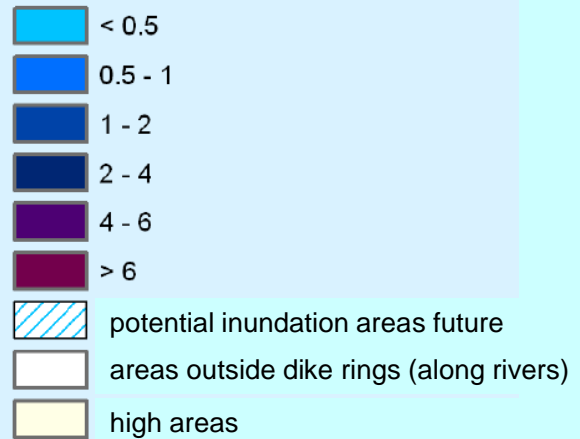 < 0.5
0.5 - 1
1 - 2
2 - 4
4 - 6
> 6
potential inundation areas future
areas outside dike rings (along rivers)
high areas